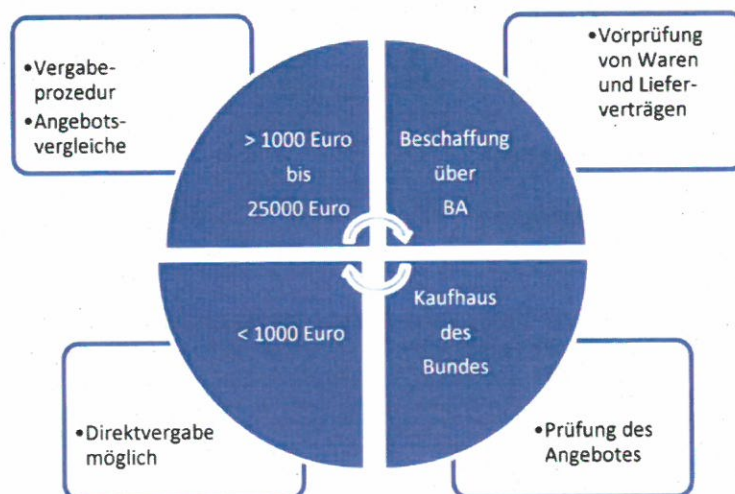 •Vergabe-
prozedur
•Angebots-
vergleiche
> 1000 Euro
bis
25000 Euro
Beschaffung
über
BA
•Vorprüfung
von Waren
und Liefer-
verträgen
•Direktvergabe
möglich
< 1000 Euro
Kaufhaus
des
Bundes
•Prüfung des
Angebotes